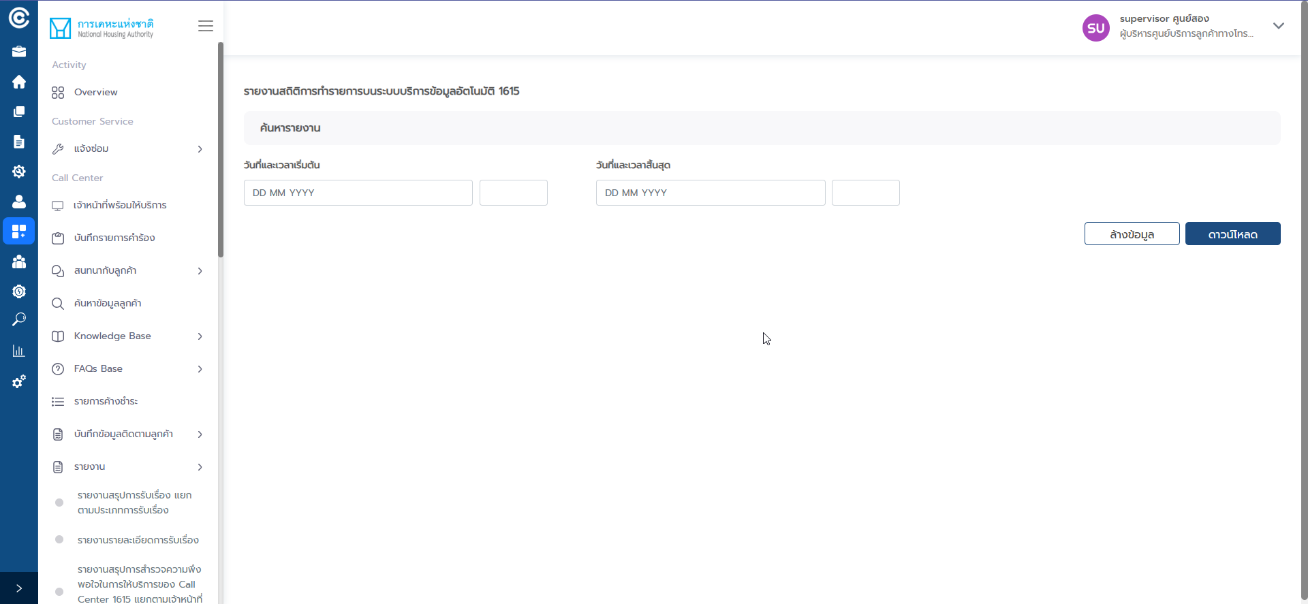 การเคหะแห่งชาติ
National Housing Authority
SU
supervisor ศูนย์สอง
ผู้บริหารศูนย์บริการลูกค้าทางโทร...
Activity
Overview
Customer Service
แจ้งซ่อม
Call Center
เจ้าหน้าที่พร้อมให้บริการ
บันทึกรายการคำร้อง
สนทนากับลูกค้า
ค้นหาข้อมูลลูกค้า
Knowledge Base
FAQs Base
รายการค้างชำระ
บันทึกข้อมูลติดตามลูกค้า
รายงาน
รายงานสรุปการรับเรื่อง แยก
ตามประเภทการรับเรื่อง
รายงานรายละเอียดการรับเรื่อง
รายงานสรุปการสำรวจความพึง
พอใจในการให้บริการของ Call
Center 1615 แยกตามเจ้าหน้าที่
รายงานสถิติการทำรายการบนระบบบริการข้อมูลอัตโนมัติ 1615
ค้นหารายงาน
วันที่และเวลาเริ่มต้น
วันที่และเวลาสิ้นสุด
DD MM YYYY
DD MM YYYY
ล้างข้อมูล
ดาวน์โหลด